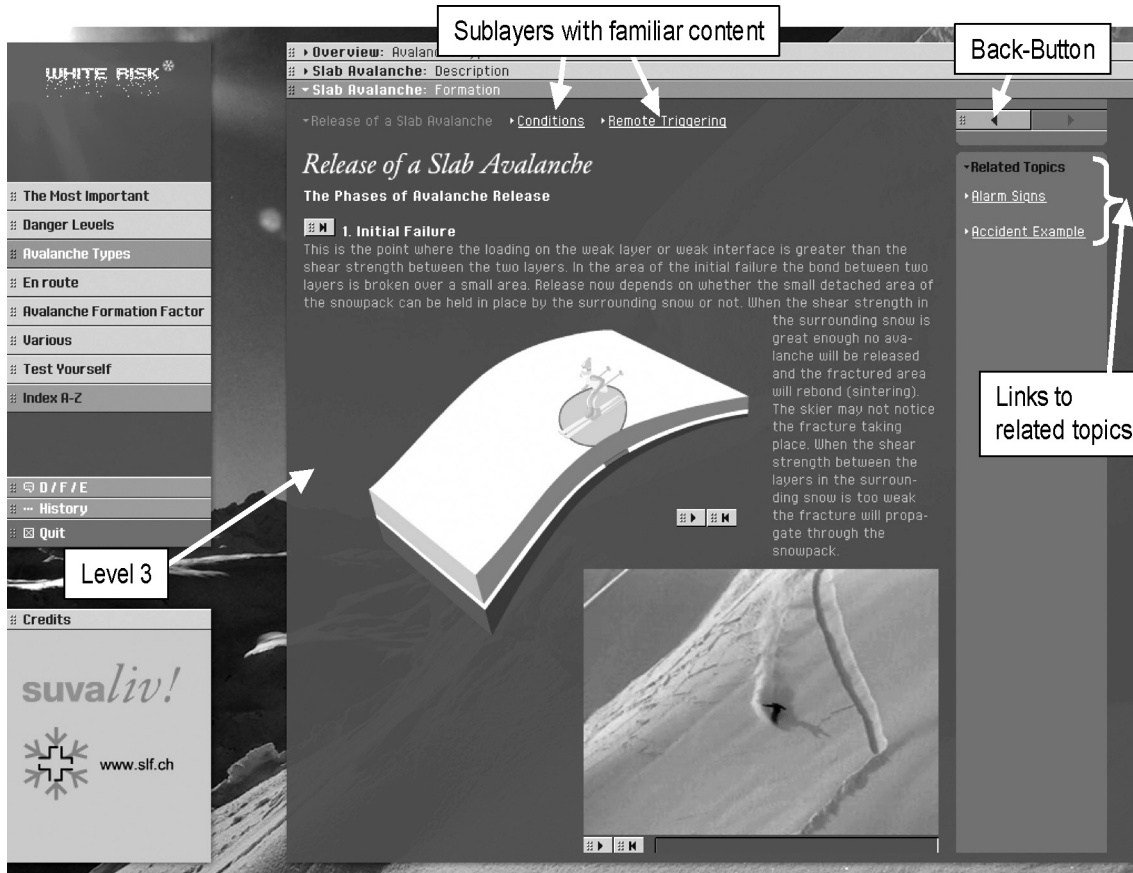 Sublayers with familiar content
Back-Button
WHITE RISK
Overview: Avalanc
Slab Avalanche: Description
Slab Avalanche: Formation
Release of a Slab Avalanche Conditions Remote Triggering
Release of a Slab Avalanche
The Phases of Avalanche Release
1. Initial Failure
This is the point where the loading on the weak layer or weak interface is greater than the
shear strength between the two layers. In the area of the initial failure the bond between two
layers is broken over a small area. Release now depends on whether the small detached area of
the snowpack can be held in place by the surrounding snow or not. When the shear strength in
the surrounding snow is
great enough no ava-
lanche will be released
and the fractured area
will rebond (sintering).
The skier may not notice
the fracture taking
place. When the shear
strength between the
layers in the surroun-
ding snow is too weak
the fracture will propa-
gate through the
snowpack.
Related Topics
Alarm Signs
Accident Example
Links to
related topics
The Most Important
Danger Levels
Avalanche Types
En route
Avalanche Formation Factor
Various
Test Yourself
Index A-Z
D / F / E
History
Quit
Level 3
Credits
suvaliv!
www.slf.ch